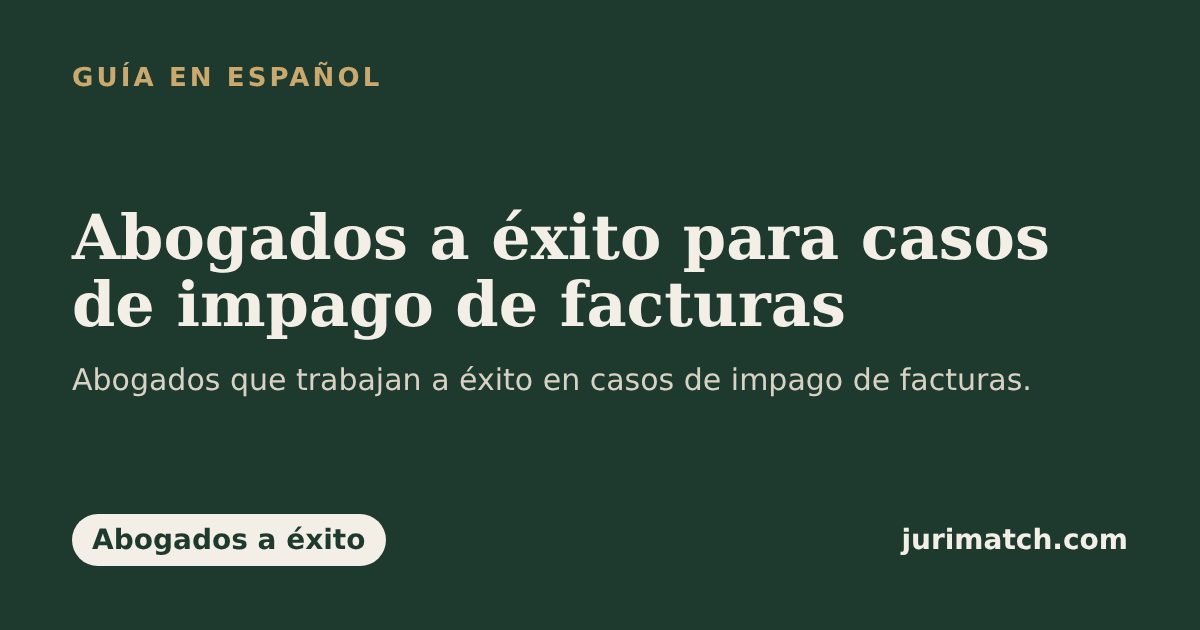 GUÍA EN ESPAÑOL
Abogados a éxito para casos
de impago de facturas
Abogados que trabajan a éxito en casos de impago de facturas.
Abogados a éxito
jurimatch.com